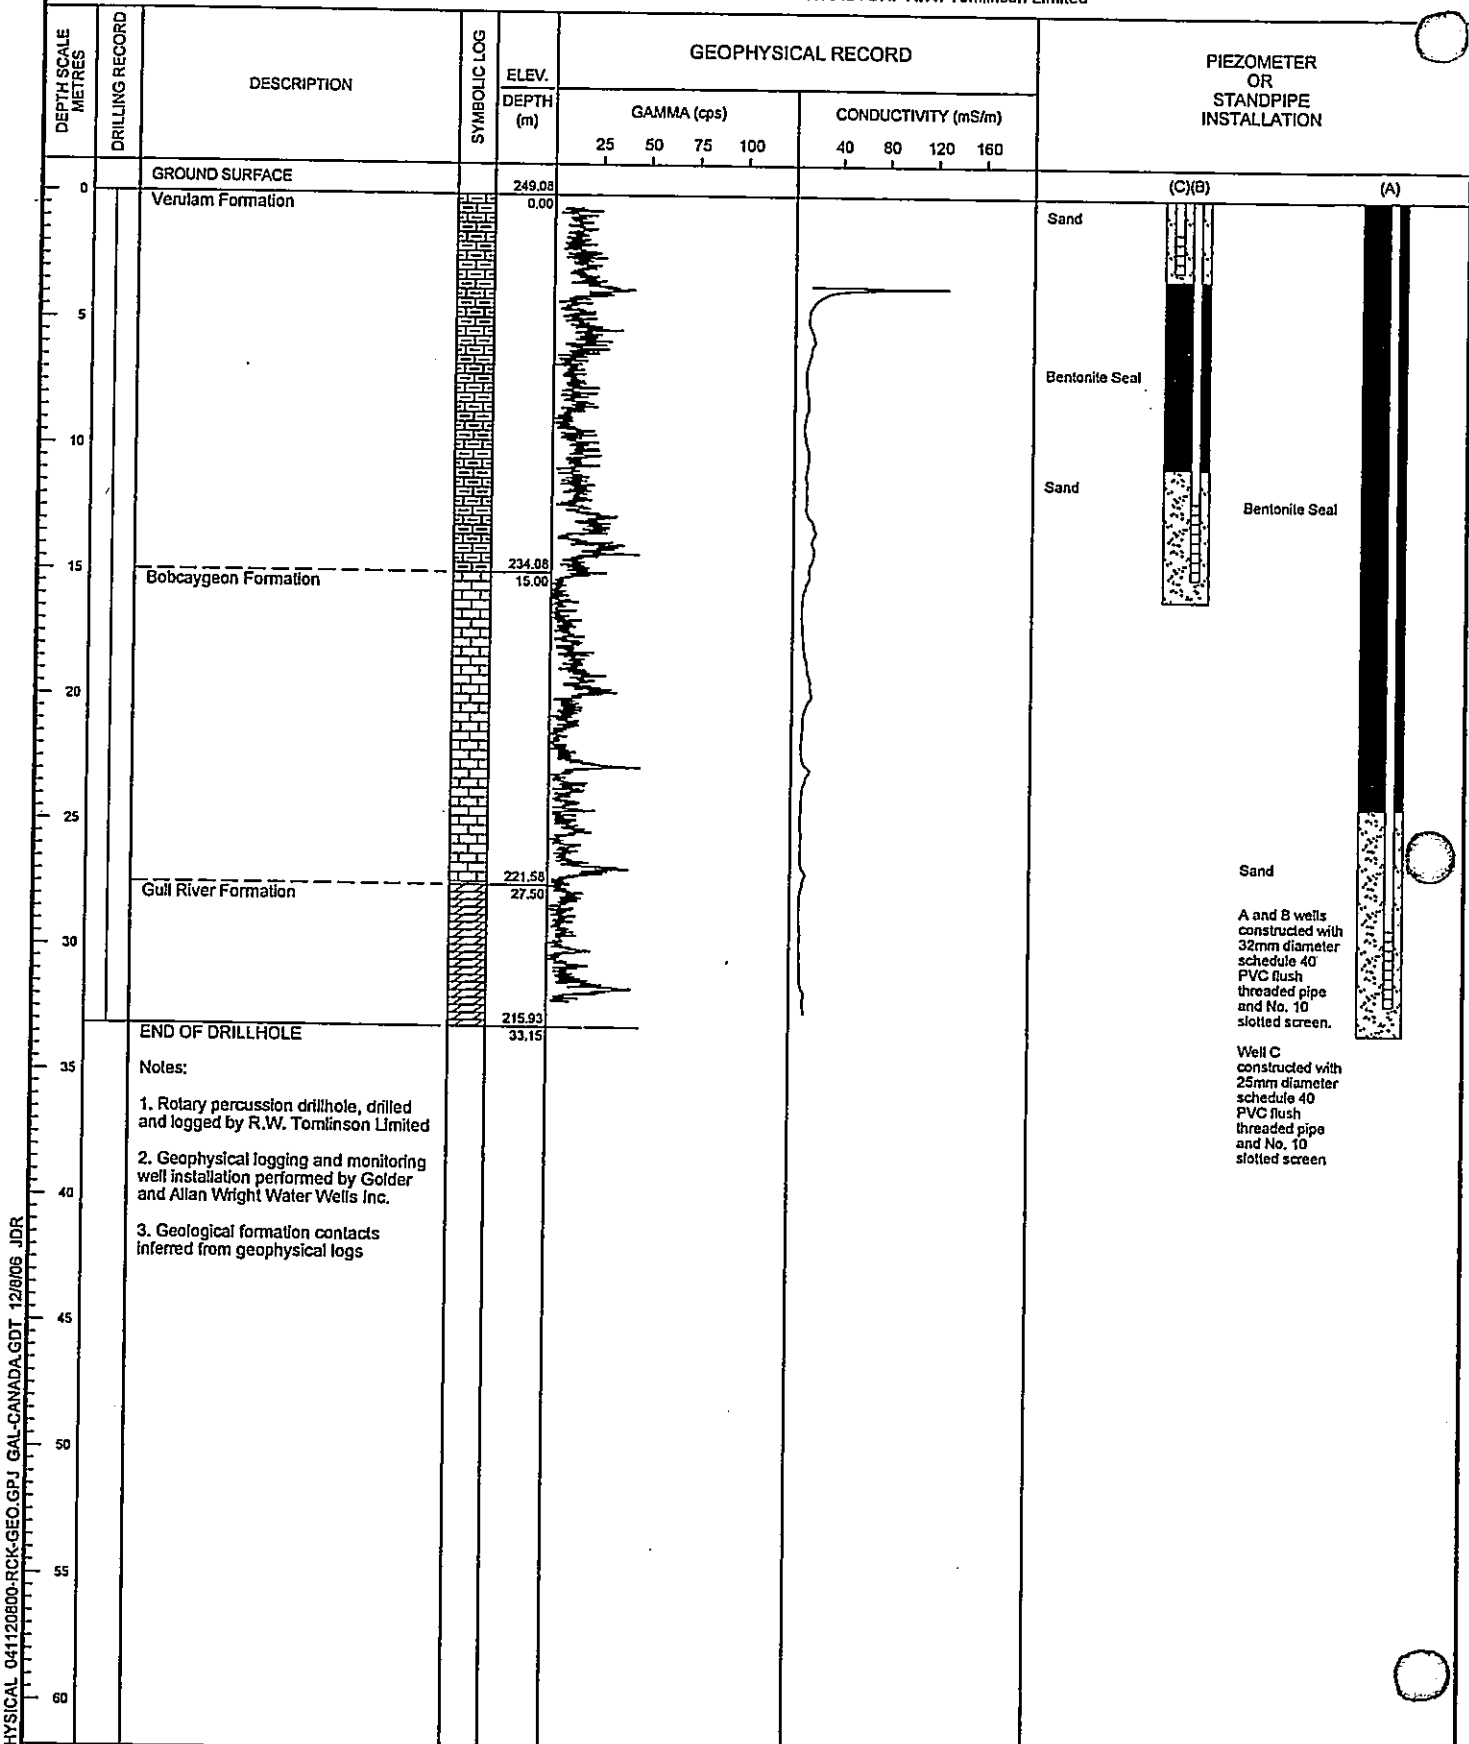 R.W. Tomlinson Limited
DEPTH SCALE
METRES
DRILLING RECORD
DESCRIPTION
SYMBOLIC LOG
ELEV.
DEPTH
(m)
GEOPHYSICAL RECORD
GAMMA (cps)
25 50 75 100
CONDUCTIVITY (mS/m)
40 80 120 160
PIEZOMETER
OR
STANDPIPE
INSTALLATION
GROUND SURFACE
0
249.08
(C)(B)
(A)
Verulam Formation
0.00
Sand
5
Bentonite Seal
10
Sand
Bentonite Seal
15
234.08
Bobcaygeon Formation
15.00
20
25
Sand
221.58
Gull River Formation
27.50
A and B wells
constructed with
32mm diameter
schedule 40
PVC flush
threaded pipe
and No. 10
slotted screen.
30
215.93
END OF DRILLHOLE
33.15
Well C
constructed with
25mm diameter
schedule 40
PVC flush
threaded pipe
and No. 10
slotted screen
35
Notes:
1. Rotary percussion drillhole, drilled
and logged by R.W. Tomlinson Limited
2. Geophysical logging and monitoring
well installation performed by Golder
and Allan Wright Water Wells Inc.
40
3. Geological formation contacts
inferred from geophysical logs
45
50
55
60
HYSICAL 041120800-RCK-GEO.GPJ GAL-CANADA.GDT 12/8/06 JDR